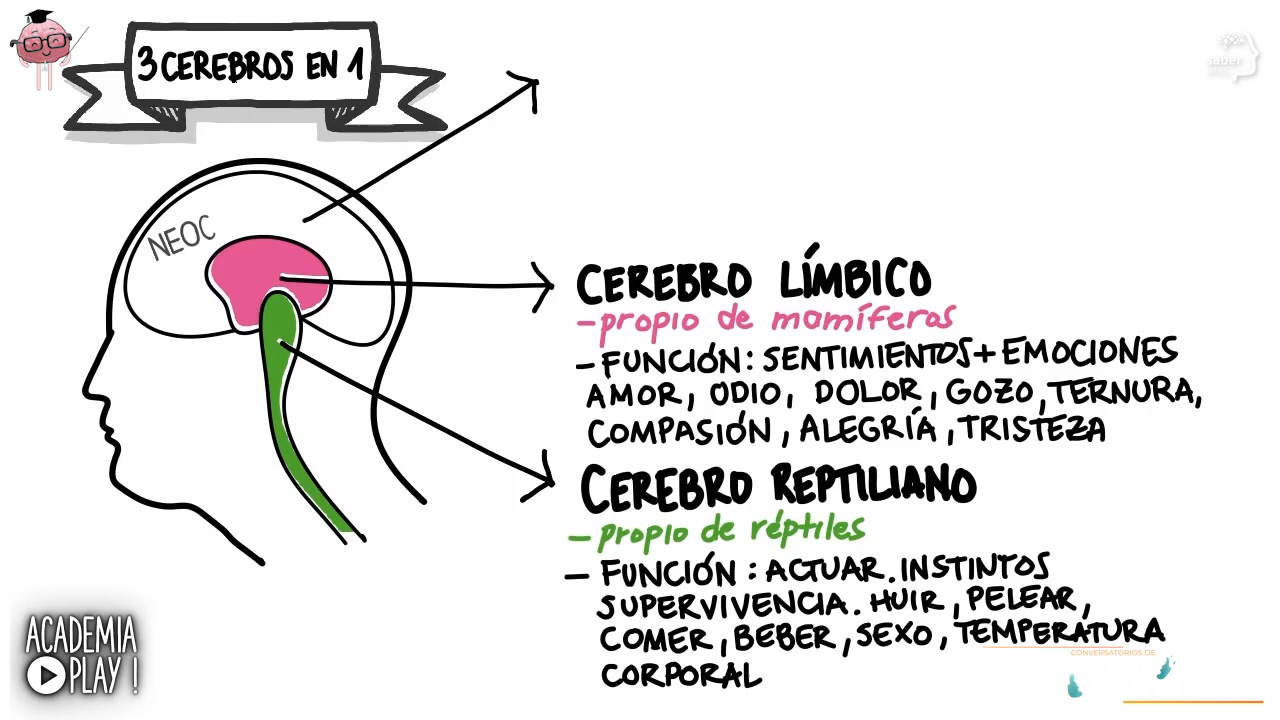 3 CEREBROS EN 1
saber
NEOC
CEREBRO LÍMBICO
-propio de mamíferos
- FUNCIÓN: SENTIMIENTOS + EMOCIONES
AMOR, ODIO, DOLOR, GOZO, TERNURA,
COMPASIÓN, ALEGRÍA, TRISTEZA
CEREBRO REPTILIANO
- propio de réptiles
- FUNCIÓN: ACTUAR. INSTINTOS
SUPERVIVENCIA. HUIR, PELEAR,
COMER, BEBER, SEXO, TEMPERATURA
CORPORAL
ACADEMIA
PLAY!
CONVERSATORIOS DE